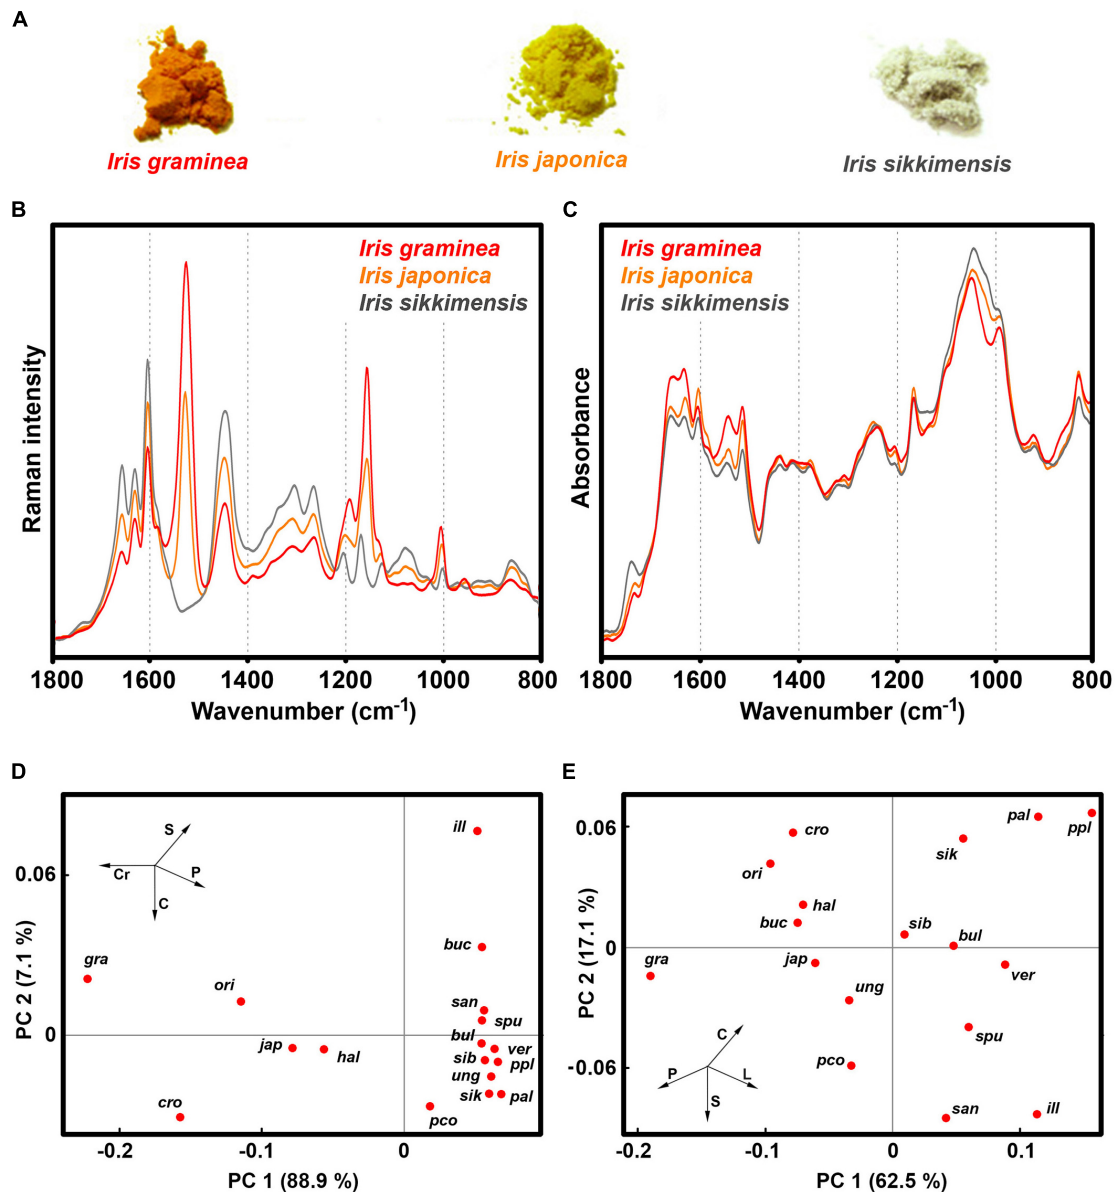 A
Iris graminea
Iris japonica
Iris sikkimensis
B
Iris graminea
Iris japonica
Iris sikkimensis
Raman intensity
1800 1600 1400 1200 1000 800
Wavenumber (cm-1)
C
Iris graminea
Iris japonica
Iris sikkimensis
Absorbance
1800 1600 1400 1200 1000 800
Wavenumber (cm-1)
D
S
Cr
P
C
ill
buc
gra
ori
san
spu
jap
hal
bul
ver
sib
ppl
ung
sik
pal
cro
pco
0.06
0
PC 2 (7.1 %)
-0.2 -0.1 0
PC 1 (88.9 %)
E
pal
ppl
cro
sik
ori
hal
buc
sib
bul
gra
jap
ver
ung
spu
pco
san
ill
C
P
L
S
0.06
0
-0.06
PC 2 (17.1 %)
-0.2 -0.1 0 0.1
PC 1 (62.5 %)